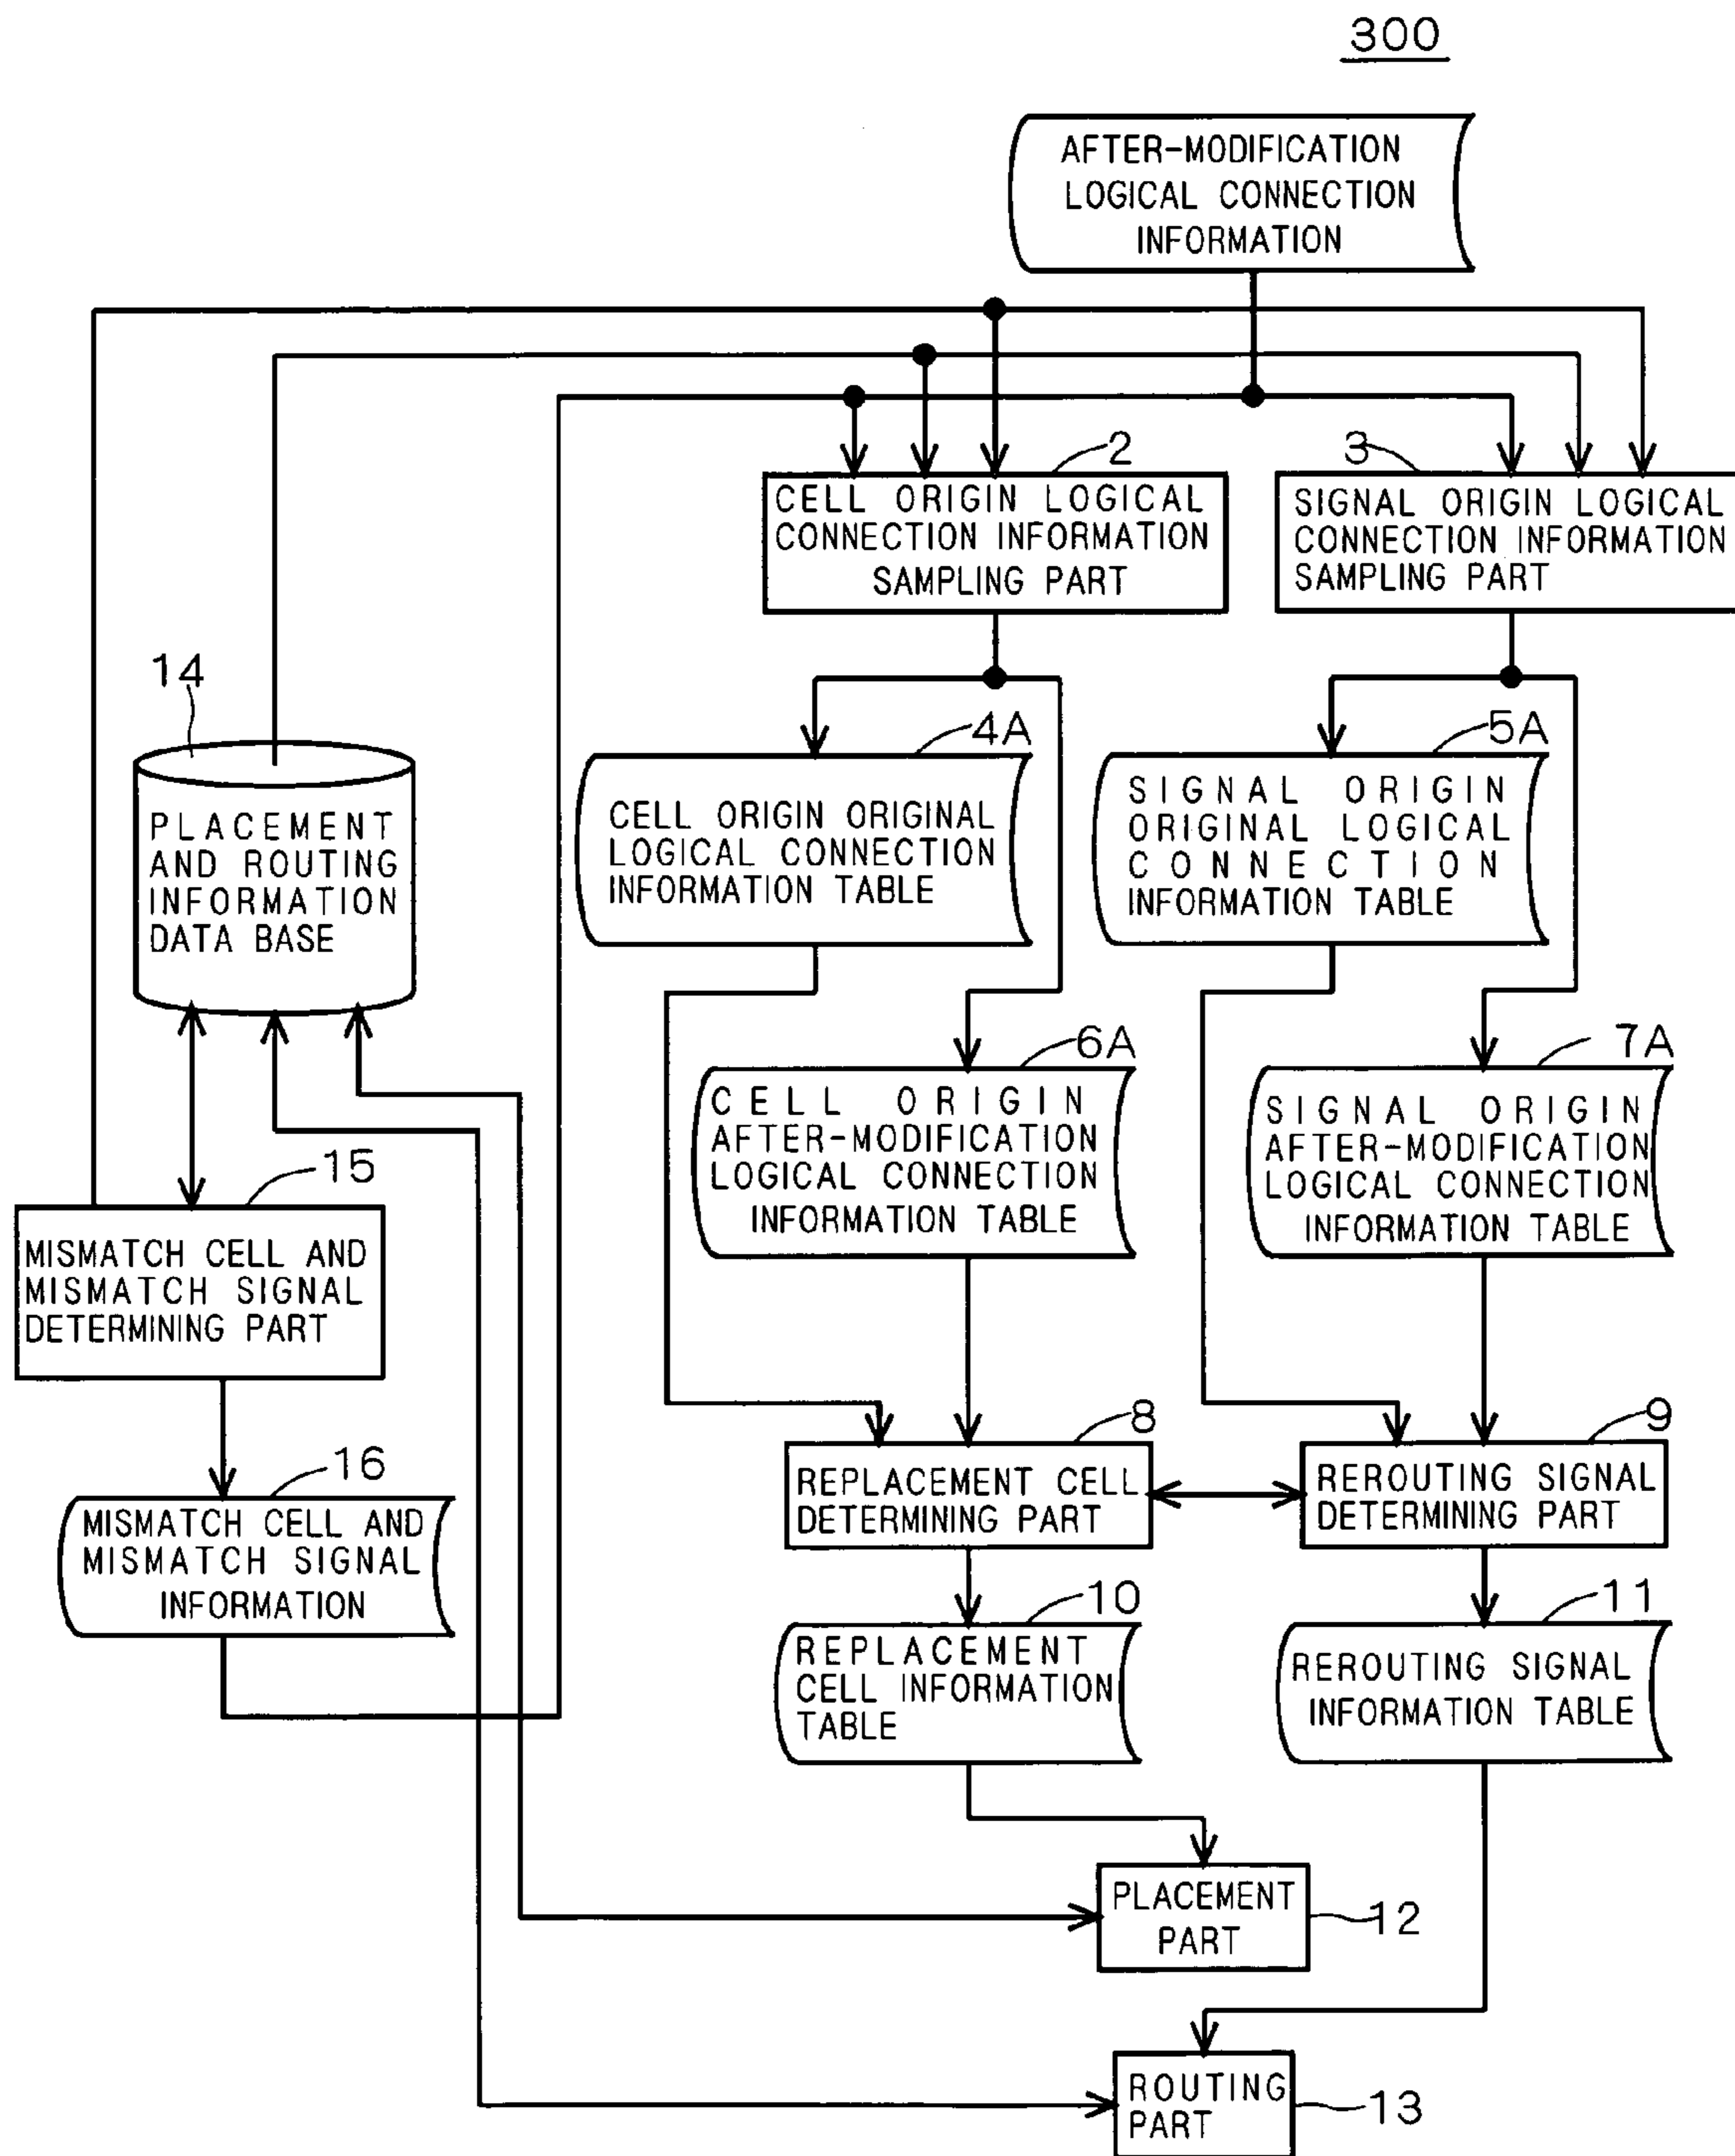 300
AFTER-MODIFICATION
LOGICAL CONNECTION
INFORMATION
2
CELL ORIGIN LOGICAL
CONNECTION INFORMATION
SAMPLING PART
3
SIGNAL ORIGIN LOGICAL
CONNECTION INFORMATION
SAMPLING PART
14
PLACEMENT
AND ROUTING
INFORMATION
DATA BASE
4A
CELL ORIGIN ORIGINAL
LOGICAL CONNECTION
INFORMATION TABLE
5A
SIGNAL ORIGIN
ORIGINAL LOGICAL
CONNECTION
INFORMATION TABLE
6A
CELL ORIGIN
AFTER-MODIFICATION
LOGICAL CONNECTION
INFORMATION TABLE
7A
SIGNAL ORIGIN
AFTER-MODIFICATION
LOGICAL CONNECTION
INFORMATION TABLE
15
MISMATCH CELL AND
MISMATCH SIGNAL
DETERMINING PART
8
REPLACEMENT CELL
DETERMINING PART
9
REROUTING SIGNAL
DETERMINING PART
16
MISMATCH CELL AND
MISMATCH SIGNAL
INFORMATION
10
REPLACEMENT
CELL INFORMATION
TABLE
11
REROUTING SIGNAL
INFORMATION TABLE
PLACEMENT
PART
12
ROUTING
PART
13